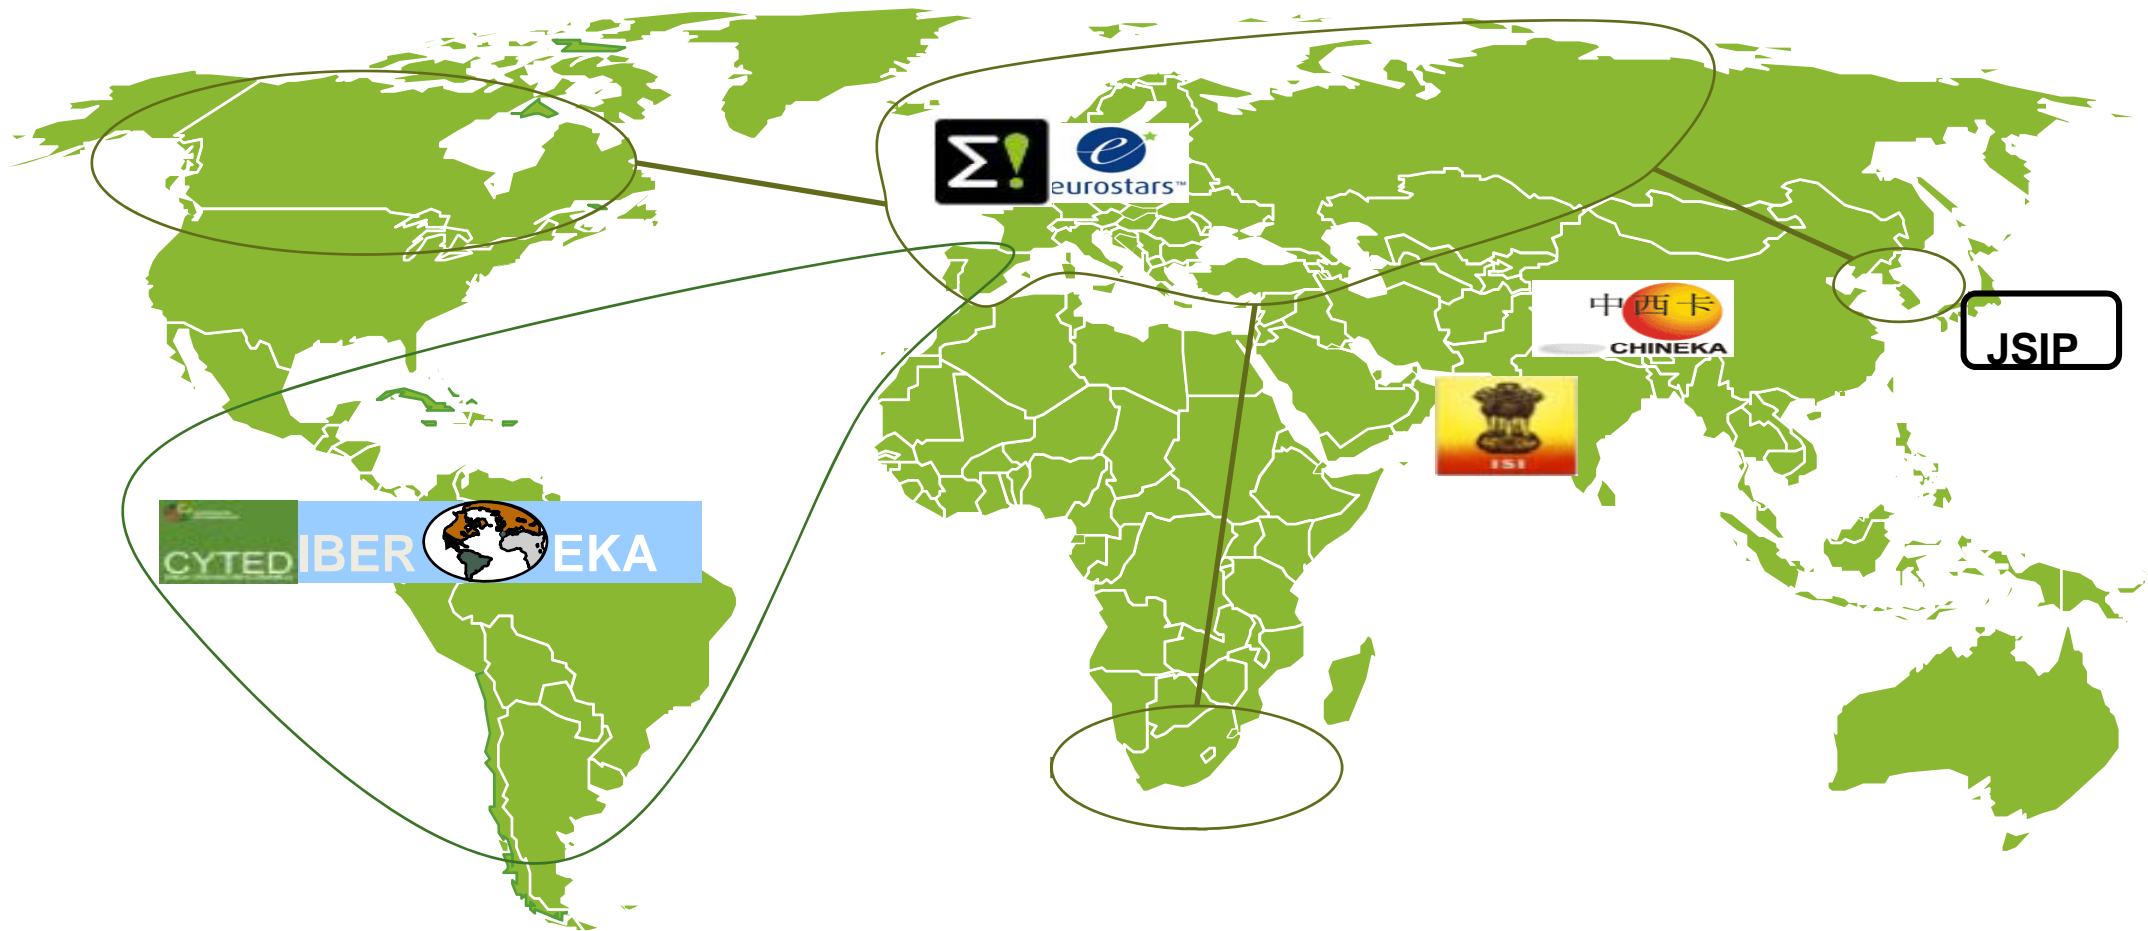 Σ!
e
eurostars™
中西卡
CHINEKA
JSIP
ISI
CYTED
IBER EKA